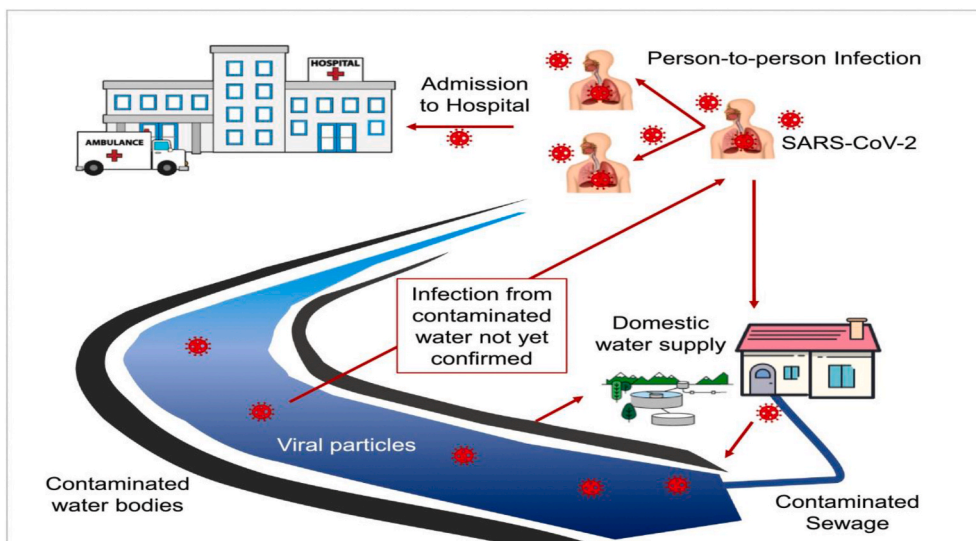 HOSPITAL
Person-to-person Infection
Admission
to Hospital
AMBULANCE
SARS-CoV-2
Infection from
contaminated
water not yet
confirmed
Domestic
water supply
Viral particles
Contaminated
water bodies
Contaminated
Sewage